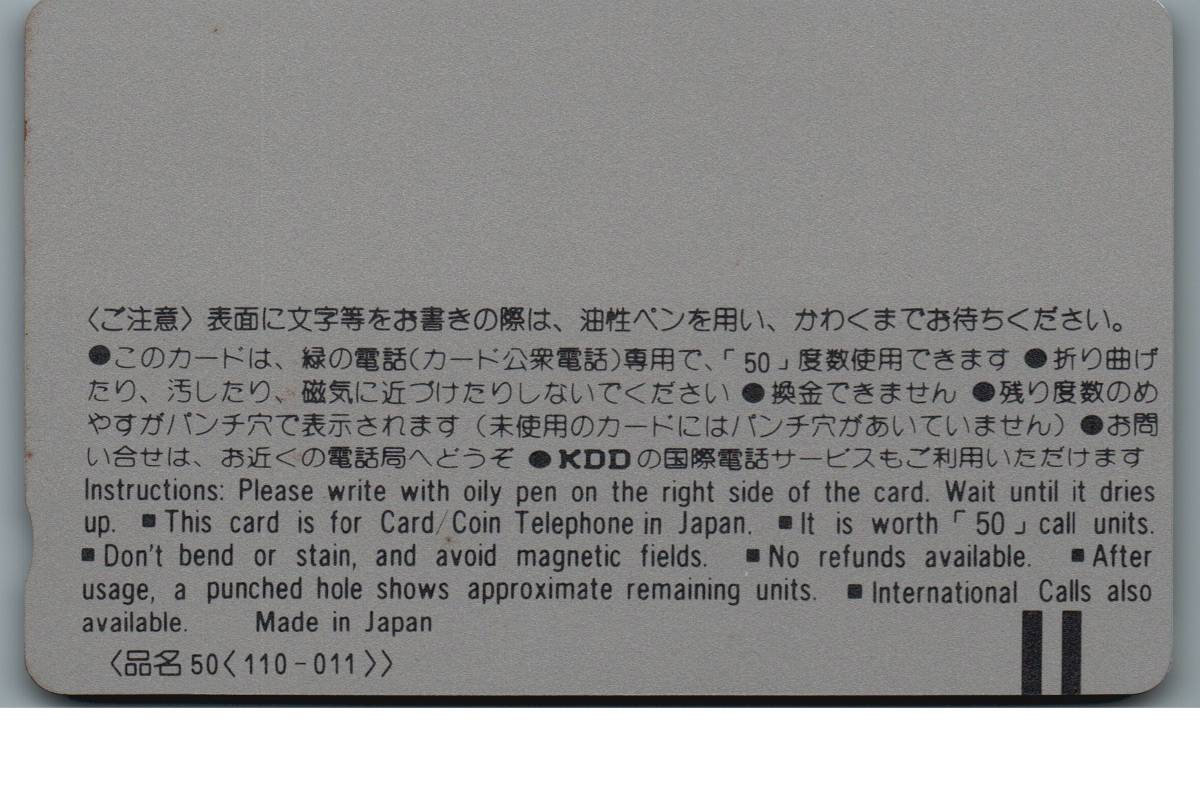 〈ご注意〉表面に文字等をお書きの際は、油性ペンを用い、かわくまでお待ちください。
●このカードは、緑の電話(カード公衆電話)専用で、「50」度数使用できます ●折り曲げ
たり、汚したり、磁気に近づけたりしないでください ●換金できません ●残り度数のめ
やすがパンチ穴で表示されます（未使用のカードにはパンチ穴があいていません）●お問
い合せは、お近くの電話局へどうぞ ●KDDの国際電話サービスもご利用いただけます
Instructions: Please write with oily pen on the right side of the card. Wait until it dries
up. ■This card is for Card/Coin Telephone in Japan. ■It is worth「50」call units.
■Don't bend or stain, and avoid magnetic fields. ■No refunds available. ■After
usage, a punched hole shows approximate remaining units. ■International Calls also
available. Made in Japan
〈品名50〈110-011〉〉